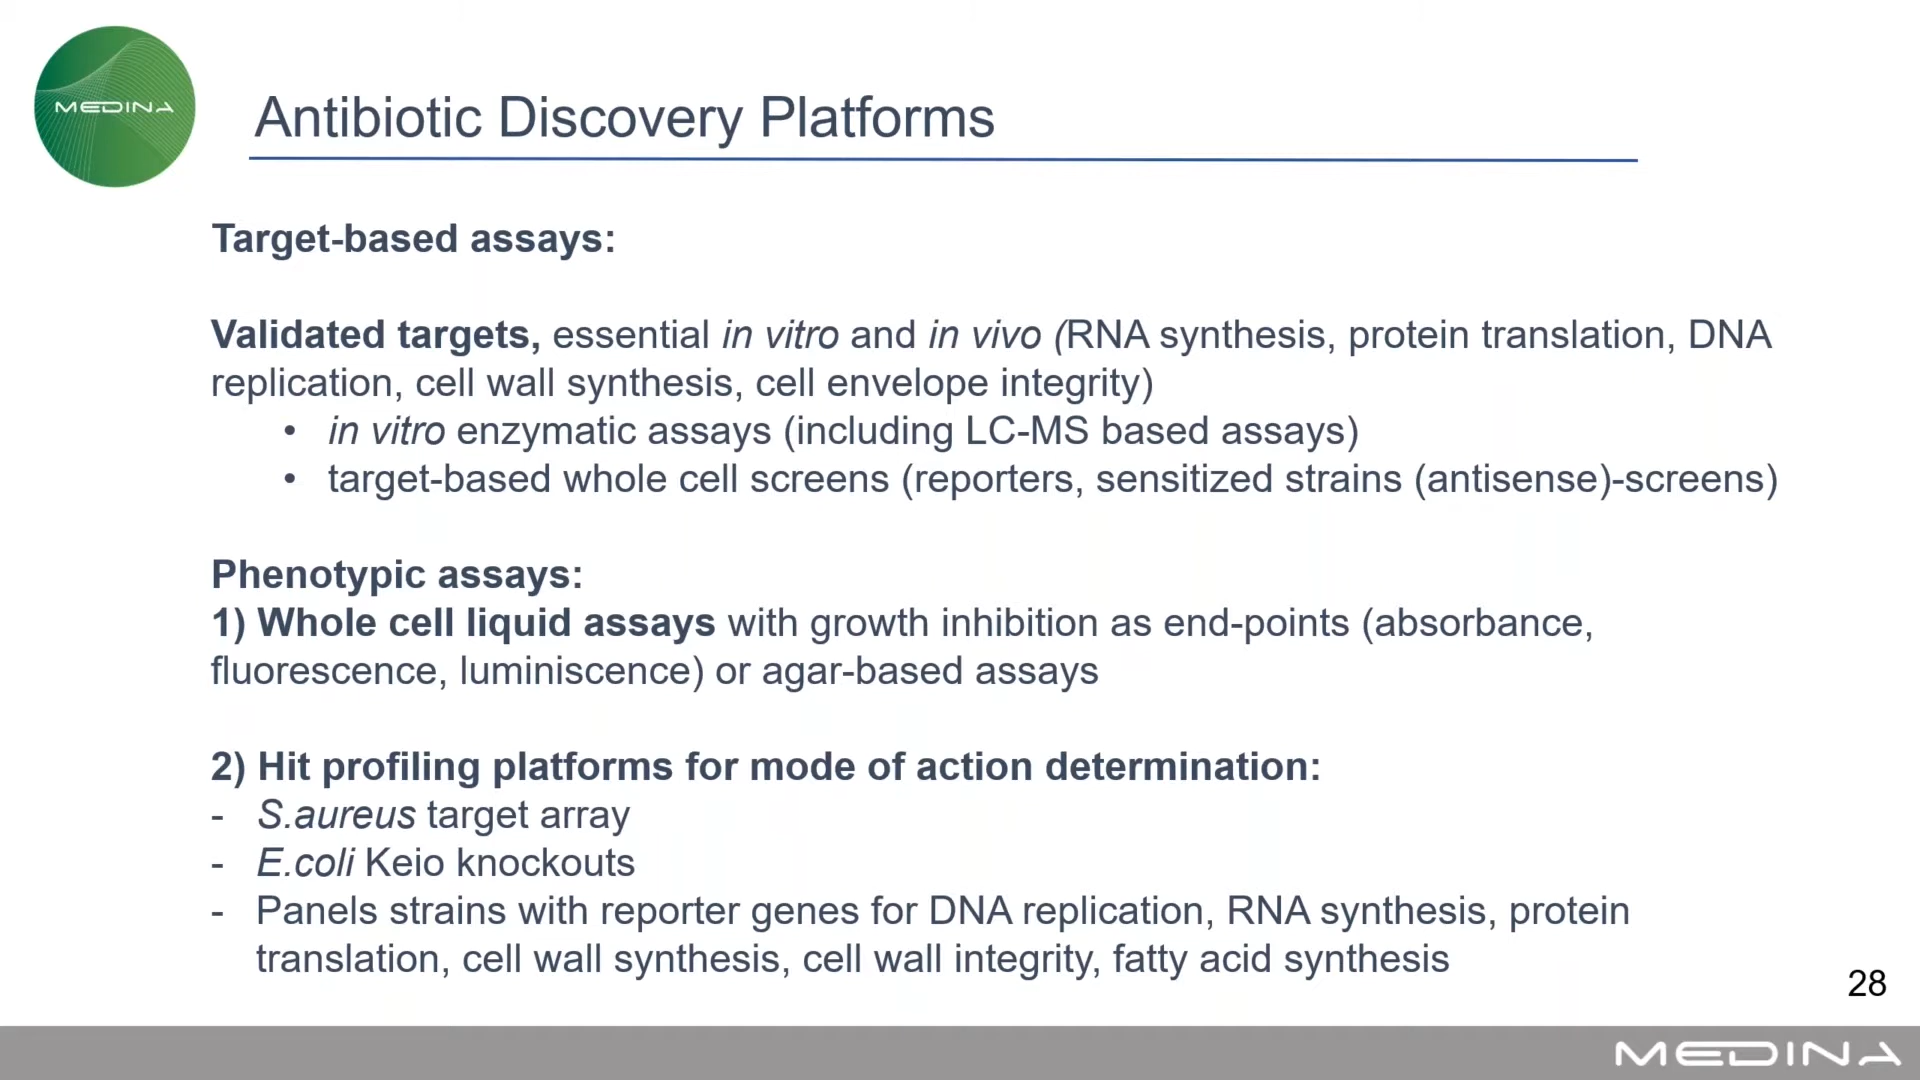 MEDINA
Antibiotic Discovery Platforms
Target-based assays:
Validated targets, essential in vitro and in vivo (RNA synthesis, protein translation, DNA
replication, cell wall synthesis, cell envelope integrity)
• in vitro enzymatic assays (including LC-MS based assays)
• target-based whole cell screens (reporters, sensitized strains (antisense)-screens)
Phenotypic assays:
1) Whole cell liquid assays with growth inhibition as end-points (absorbance,
fluorescence, luminiscence) or agar-based assays
2) Hit profiling platforms for mode of action determination:
- S.aureus target array
- E.coli Keio knockouts
- Panels strains with reporter genes for DNA replication, RNA synthesis, protein
translation, cell wall synthesis, cell wall integrity, fatty acid synthesis
28
MEDINA